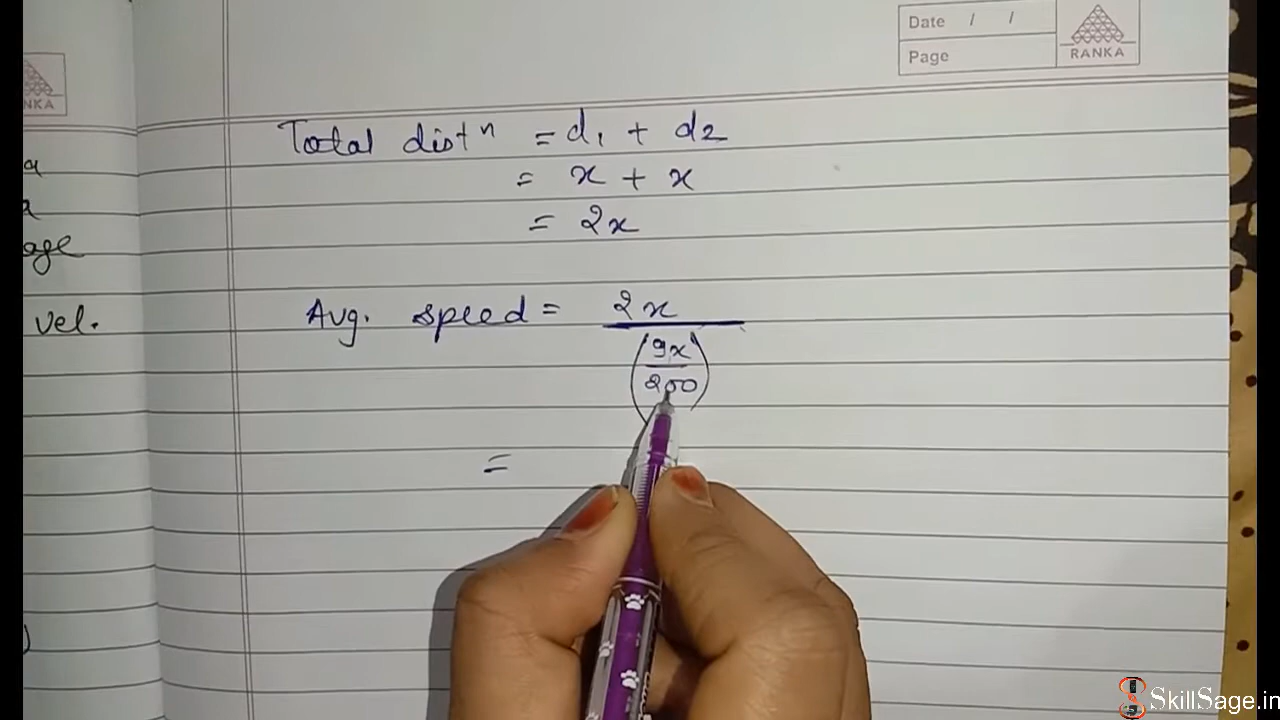 Date / /
Page
RANKA
NKA
Total distⁿ = d₁ + d₂
= x + x
= 2x
age
vel.
Avg. speed = 2x
(9x
200)
=
SkillSage.in